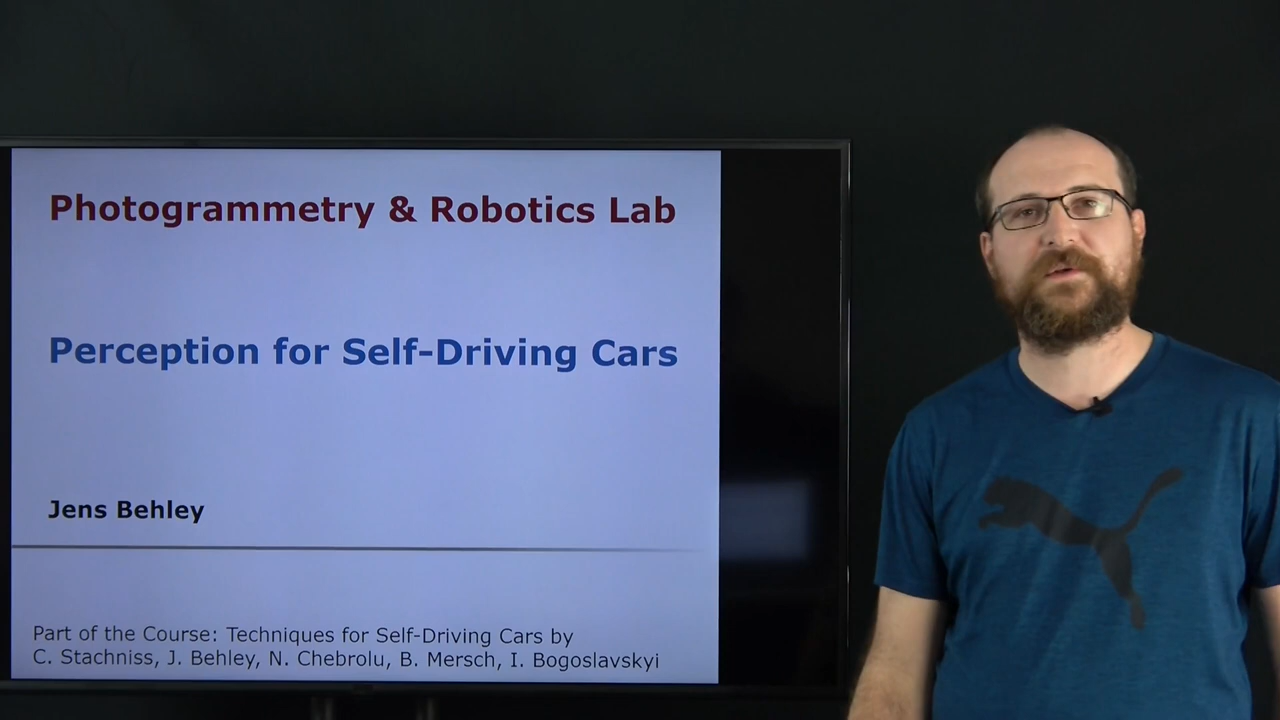 Photogrammetry & Robotics Lab
Perception for Self-Driving Cars
Jens Behley
Part of the Course: Techniques for Self-Driving Cars by
C. Stachniss, J. Behley, N. Chebrolu, B. Mersch, I. Bogoslavskyi